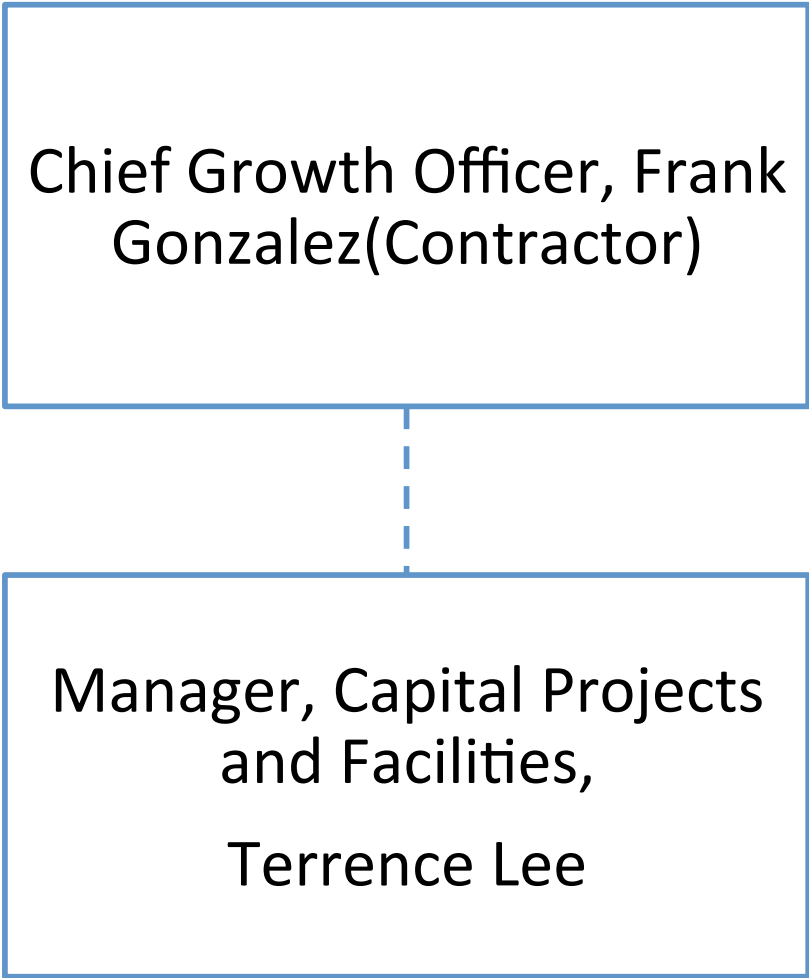 Chief Growth Officer, Frank
Gonzalez(Contractor)
Manager, Capital Projects
and Facilities,
Terrence Lee